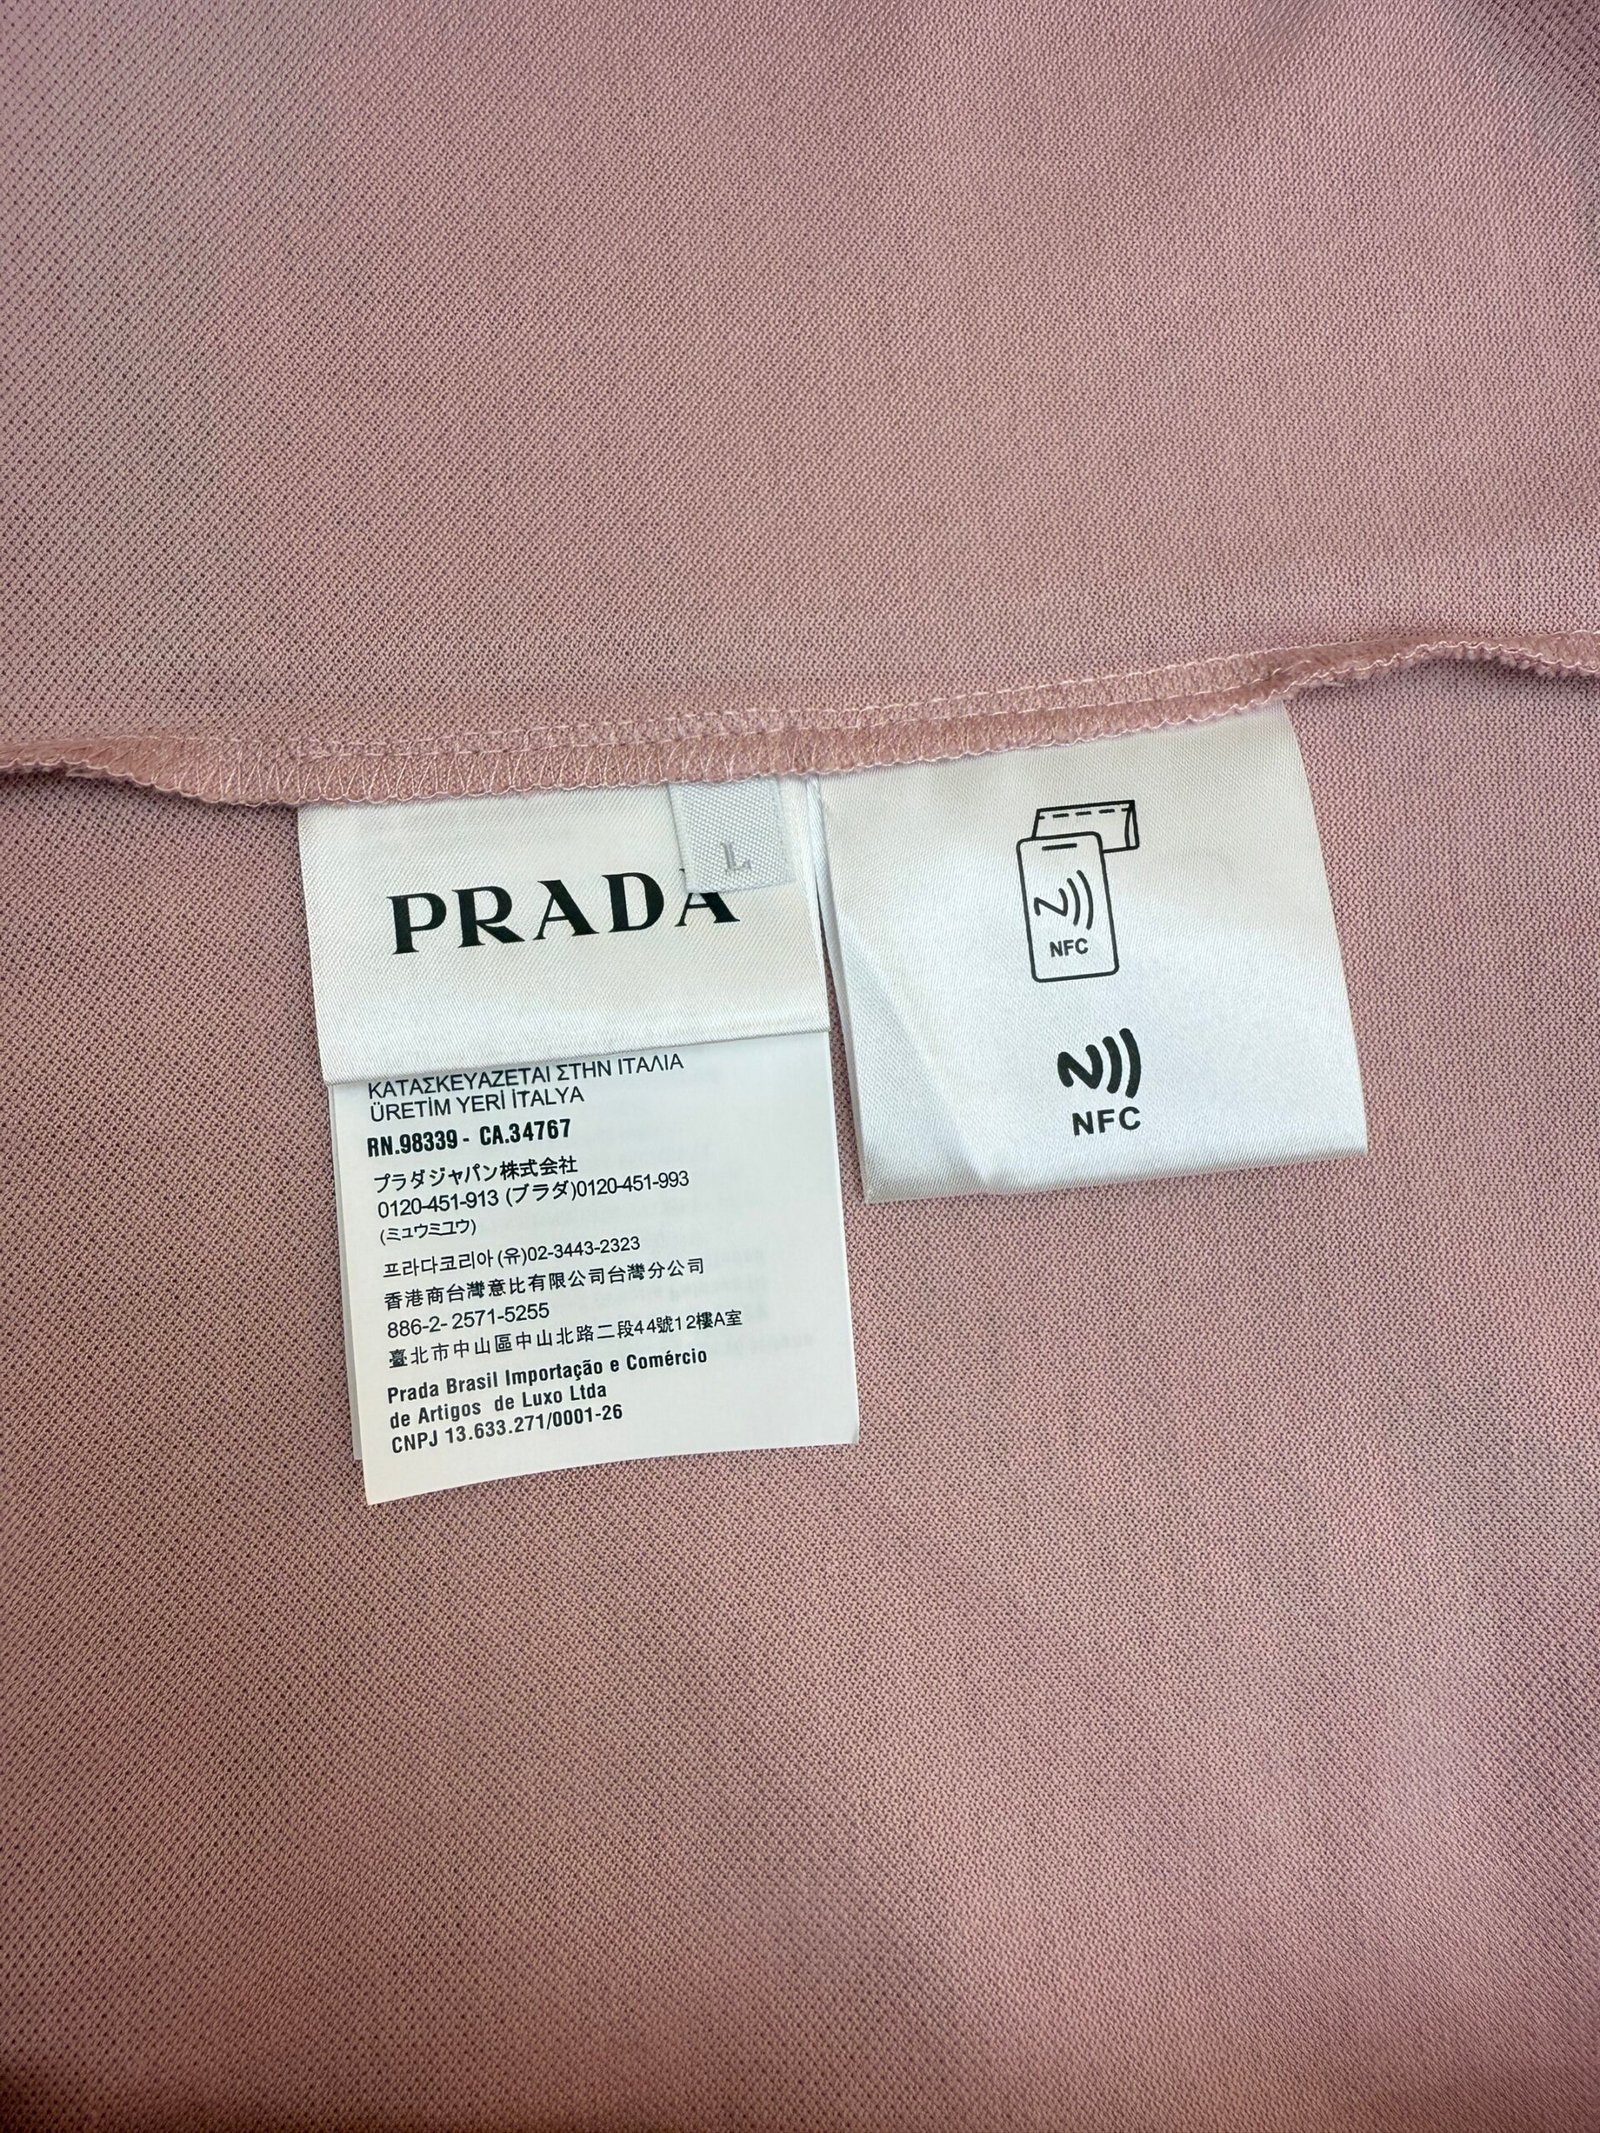 PRADA
L
ΚΑΤΑΣΚΕΥΑΖΕΤΑΙ ΣΤΗΝ ΙΤΑΛΙΑ
ÜRETİM YERİ İTALYA
RN.98339 - CA.34767
プラダジャパン株式会社
0120-451-913 (プラダ)0120-451-993
(ミュウミュウ)
프라다코리아(유)02-3443-2323
香港商台灣意比有限公司台灣分公司
886-2- 2571-5255
臺北市中山區中山北路二段44號12樓A室
Prada Brasil Importação e Comércio
de Artigos de Luxo Ltda
CNPJ 13.633.271/0001-26
NFC
NFC